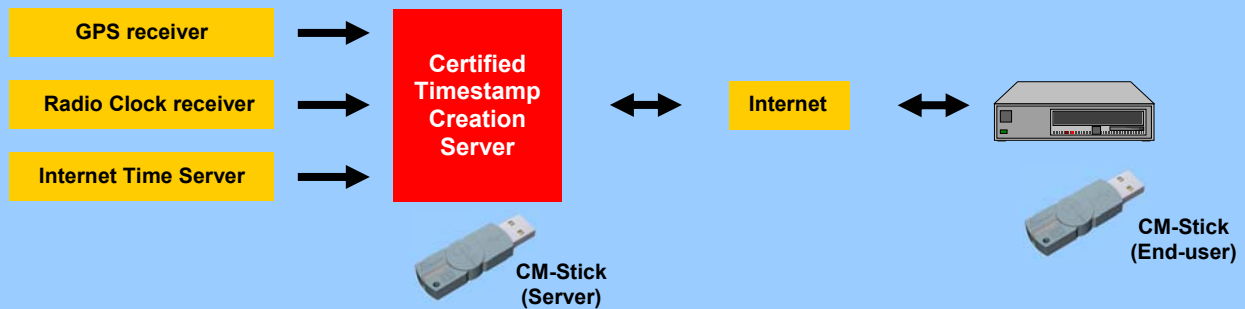 GPS receiver
Radio Clock receiver
Internet Time Server
Certified
Timestamp
Creation
Server
Internet
CM-Stick
(Server)
CM-Stick
(End-user)